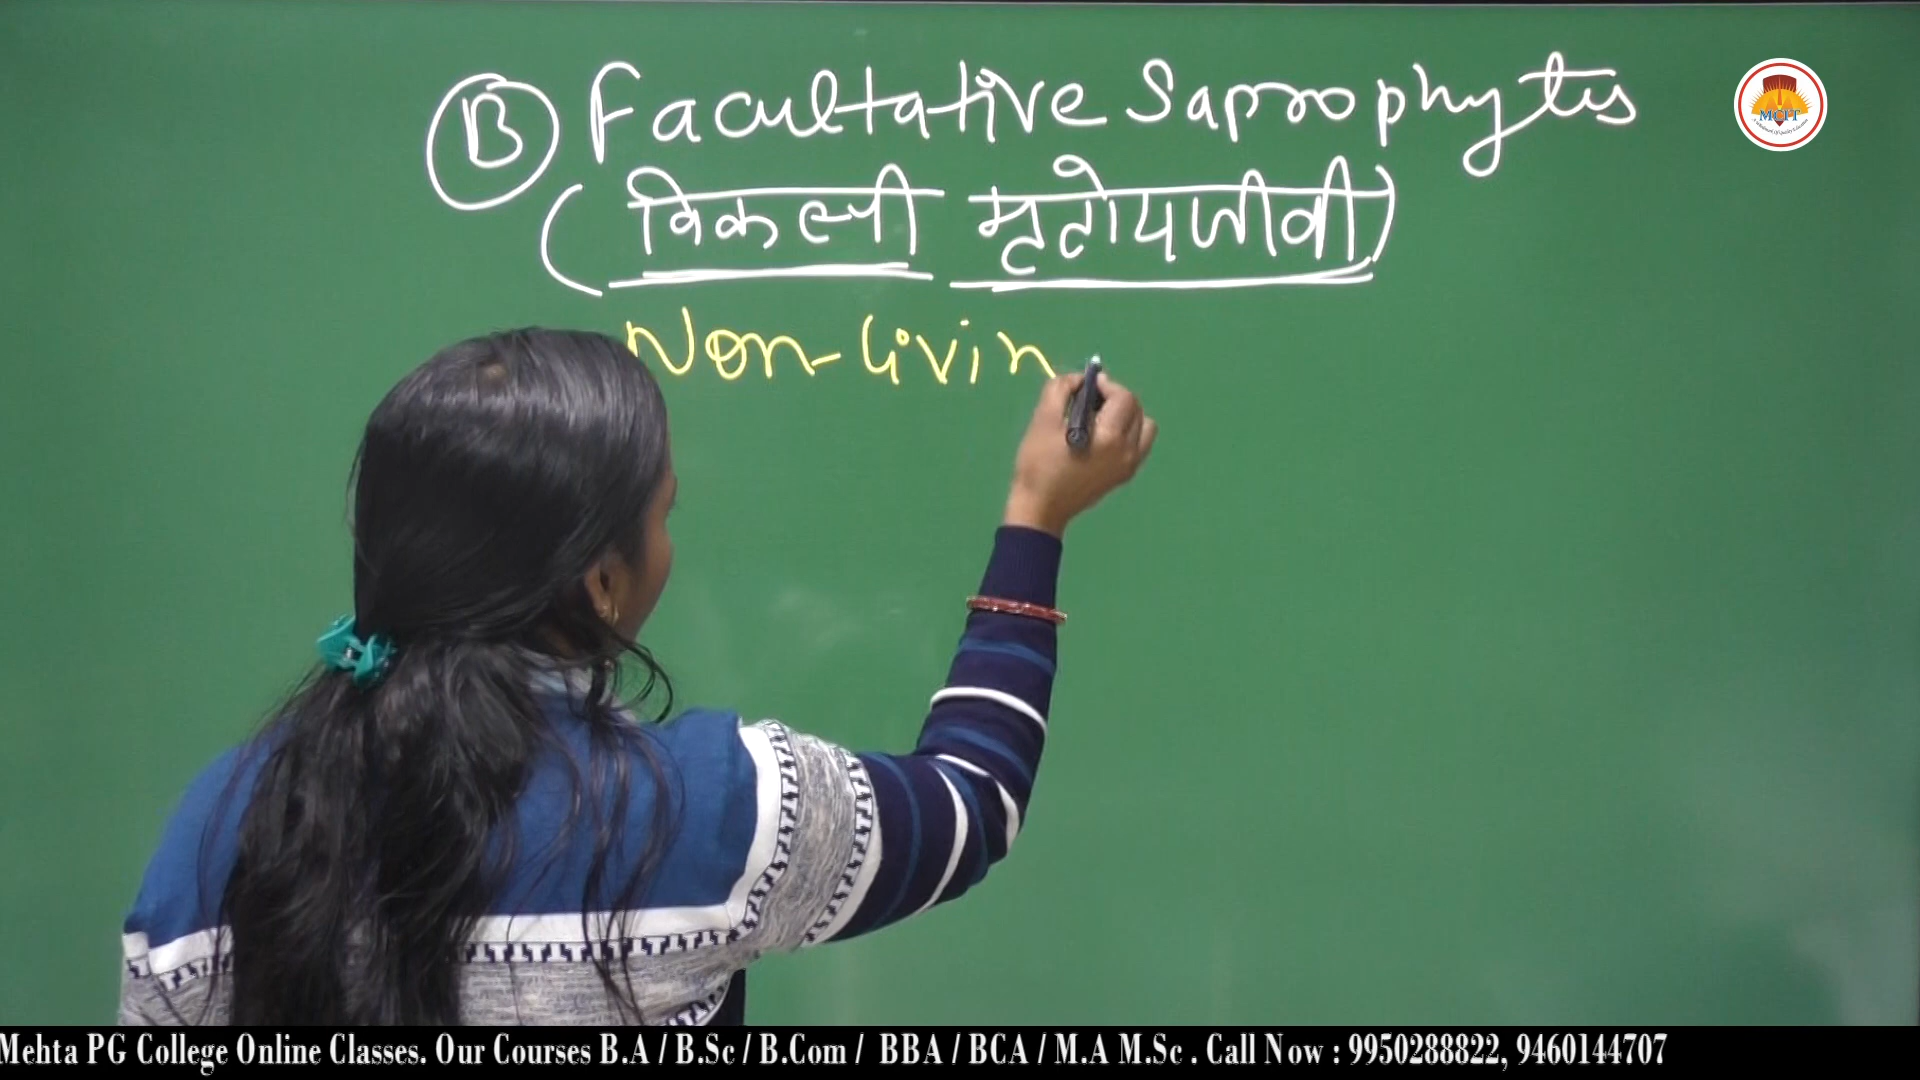 B Facultative Saprophytes
(विकल्पी मृतोपजीवी)
Non-livin
MCPT
Mehta PG College Online Classes. Our Courses B.A / B.Sc / B.Com / BBA / BCA / M.A M.Sc . Call Now : 9950288822, 9460144707